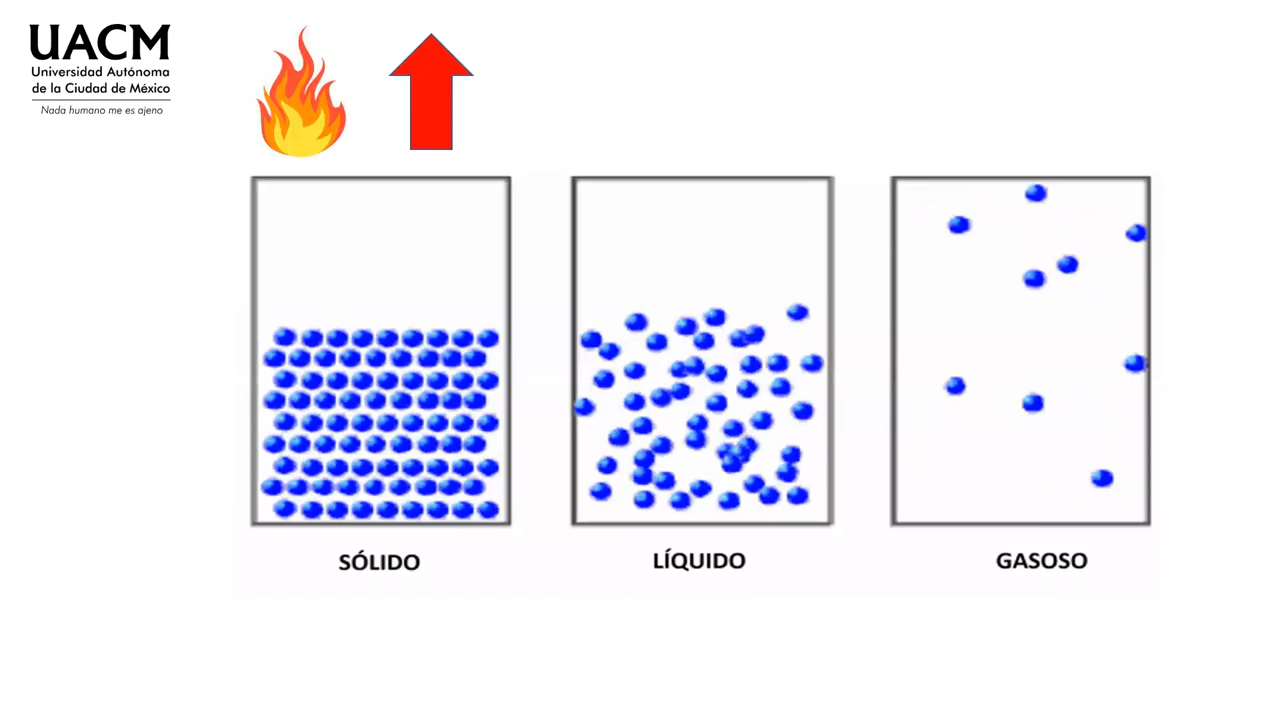 UACM
Universidad Autónoma
de la Ciudad de México
Nada humano me es ajeno
SÓLIDO
LÍQUIDO
GASOSO